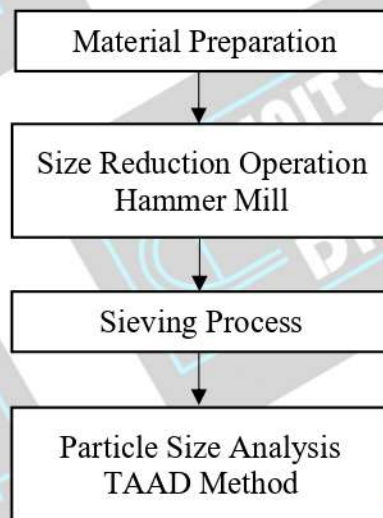 Material Preparation
Size Reduction Operation
Hammer Mill
Sieving Process
Particle Size Analysis
TAAD Method